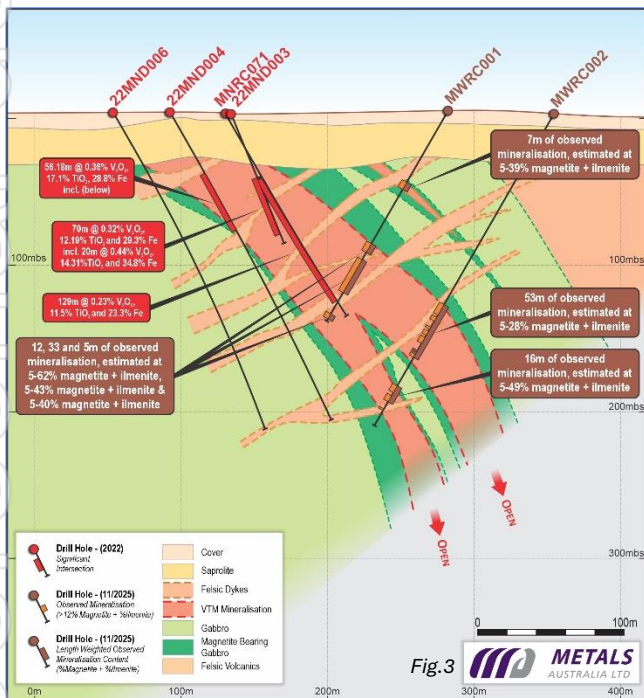 22MND006
22MND004
MNRC071
22MND003
MWRC001
MWRC002
56.18m @ 0.36% V₂O₅,
17.1% TiO₂, 28.8% Fe
incl. (below)
70m @ 0.32% V₂O₅,
12.19% TiO₂ and 29.3% Fe
incl. 20m @ 0.44% V₂O₅,
14.31%TiO₂ and 34.8% Fe
129m @ 0.23% V₂O₅,
11.5% TiO₂ and 23.3% Fe
12, 33 and 5m of observed
mineralisation, estimated at
5-62% magnetite + ilmenite,
5-43% magnetite + ilmenite &
5-40% magnetite + ilmenite
7m of observed
mineralisation, estimated at
5-39% magnetite + ilmenite
53m of observed
mineralisation, estimated at
5-28% magnetite + ilmenite
16m of observed
mineralisation, estimated at
5-49% magnetite + ilmenite
100mbs
100mbs
200mbs
300mbs
OPEN
OPEN
0m
100m
200m
300m
400m
Drill Hole - (2022)
Significant
Intersection
Drill Hole - (11/2025)
Observed Mineralisation
(>12% Magnetite + %Ilmenite)
Drill Hole - (11/2025)
Length Weighted Observed
Mineralisation Content
(%Magnetite + %Ilmenite)
Cover
Saprolite
Felsic Dykes
VTM Mineralisation
Gabbro
Magnetite Bearing
Gabbro
Felsic Volcanics
0
100m
Fig.3
METALS
AUSTRALIA LTD